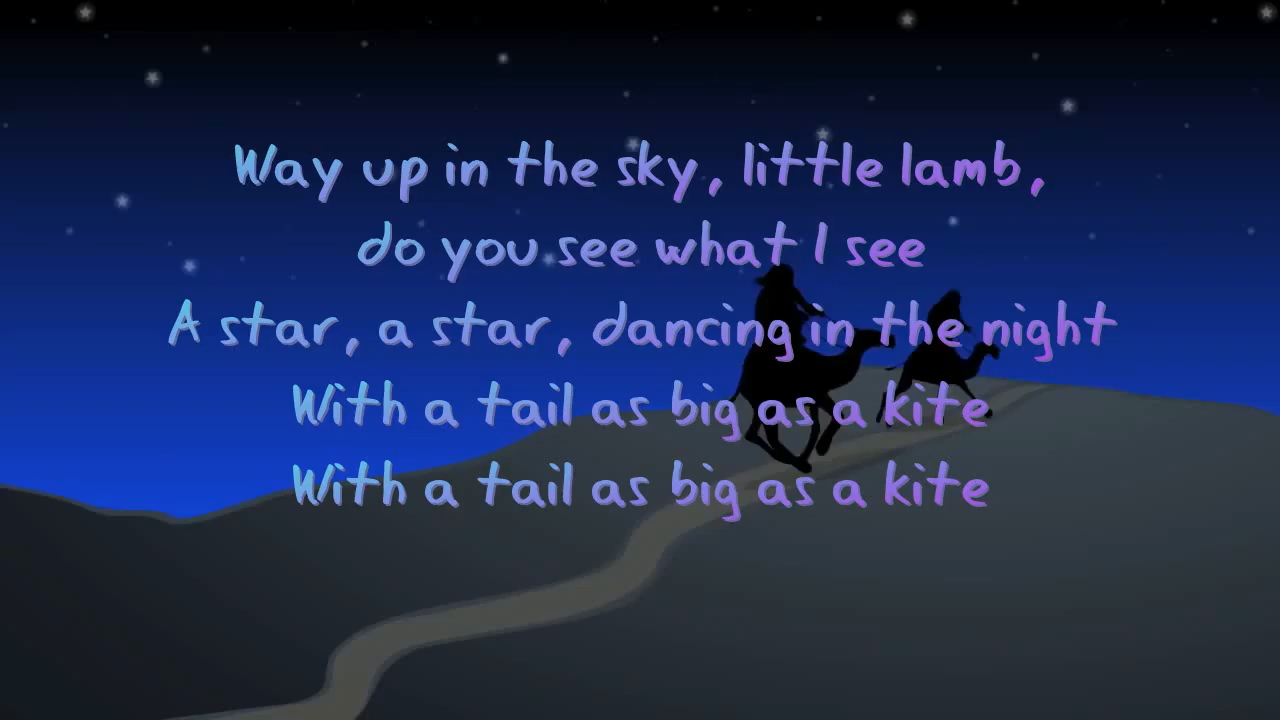 Way up in the sky, little lamb,
do you see what I see
A star, a star, dancing in the night
With a tail as big as a kite
With a tail as big as a kite